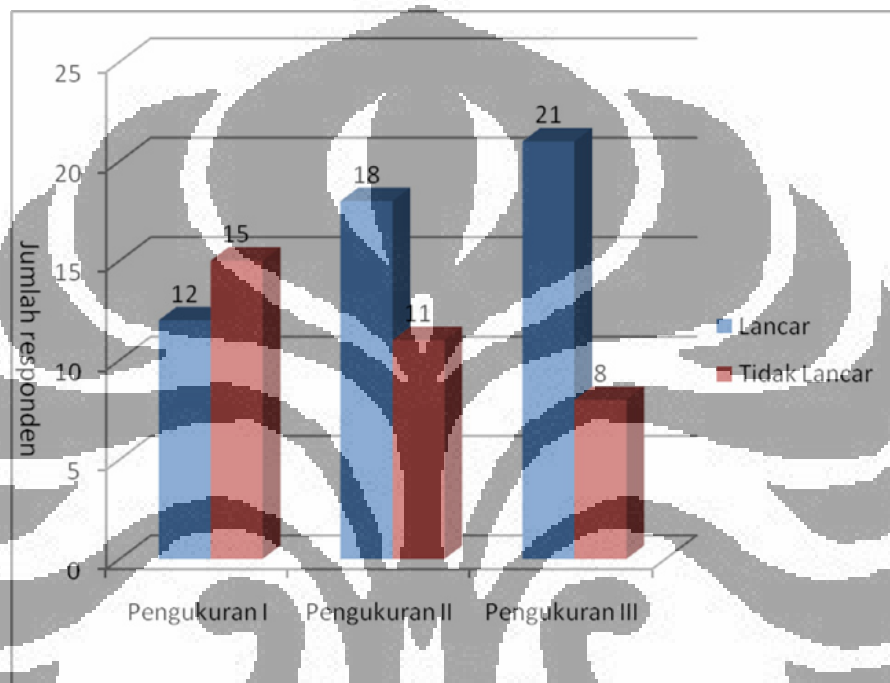 25
20
15
10
5
0
Jumlah responden
12
15
18
11
21
8
Lancar
Tidak Lancar
Pengukuran I
Pengukuran II
Pengukuran III